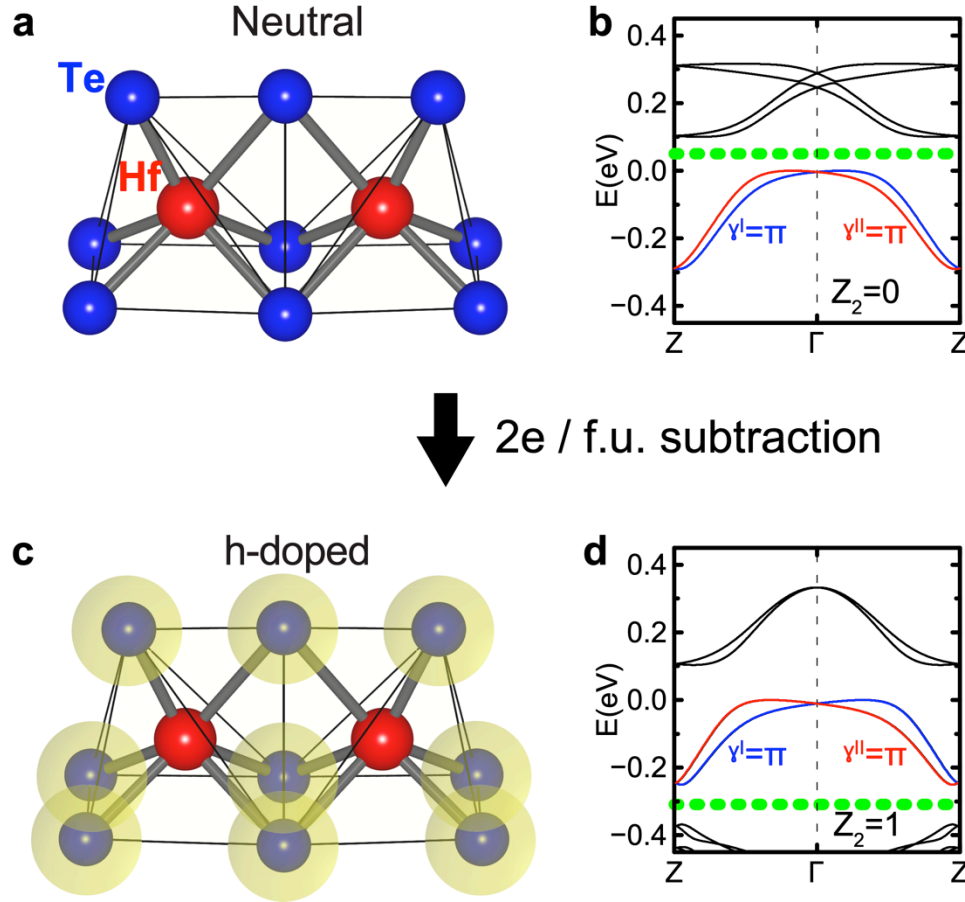 a
Neutral
Te
Hf
b
E(eV)
0.4
0.2
0.0
−0.2
−0.4
γᴵ=π
γᴵᴵ=π
Z₂=0
Z
Γ
Z
2e / f.u. subtraction
c
h-doped
d
E(eV)
0.4
0.2
0.0
−0.2
−0.4
γᴵ=π
γᴵᴵ=π
Z₂=1
Z
Γ
Z